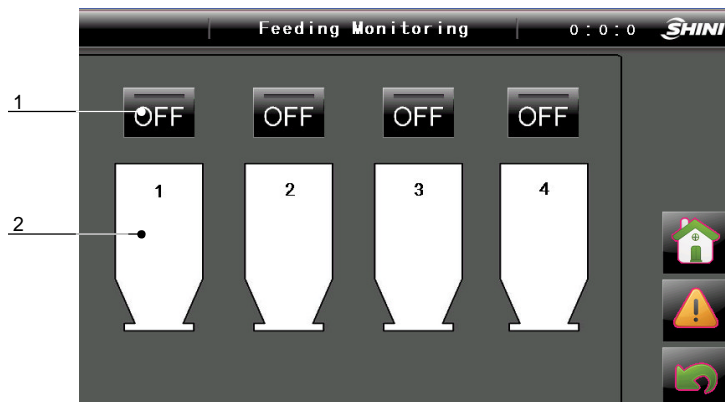 Feeding Monitoring 0:0:0 SHINI
1 OFF OFF OFF OFF
1 2 3 4
2